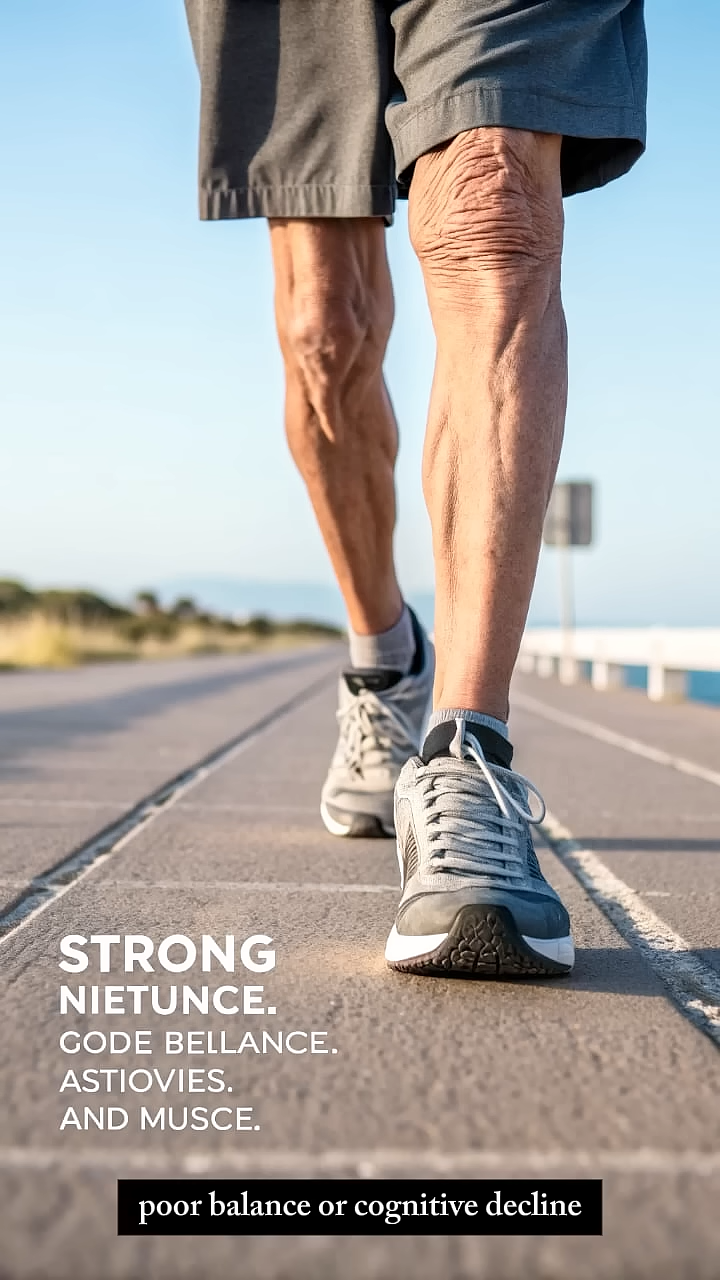 STRONG
NIETUNCE.
GODE BELLANCE.
ASTIOVIES.
AND MUSCE.
poor balance or cognitive decline